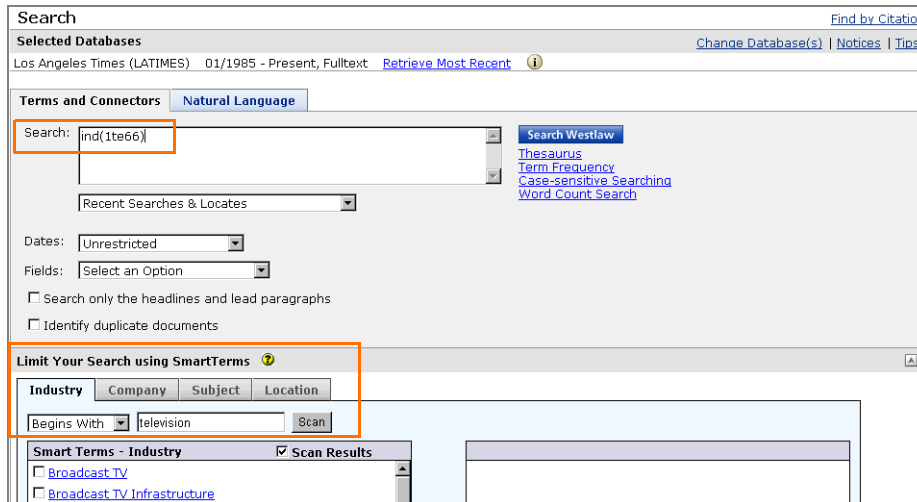 Search
Find by Citatio
Selected Databases
Change Database(s) | Notices | Tips
Los Angeles Times (LATIMES) 01/1985 - Present, Fulltext Retrieve Most Recent
Terms and Connectors Natural Language
Search: ind(1te66)
Search Westlaw
Thesaurus
Term Frequency
Case-sensitive Searching
Word Count Search
Recent Searches & Locates
Dates: Unrestricted
Fields: Select an Option
Search only the headlines and lead paragraphs
Identify duplicate documents
Limit Your Search using SmartTerms ?
Industry Company Subject Location
Begins With television Scan
Smart Terms - Industry Scan Results
Broadcast TV
Broadcast TV Infrastructure